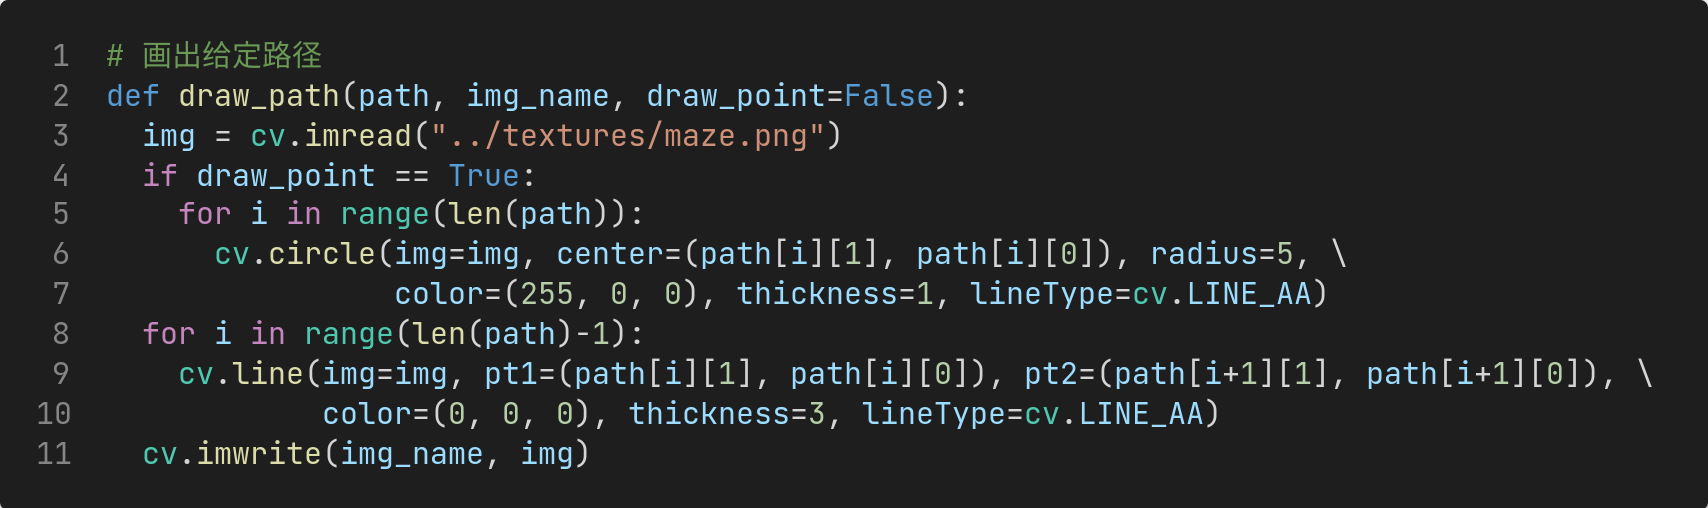 1 # 画出给定路径
2 def draw_path(path, img_name, draw_point=False):
3   img = cv.imread("../textures/maze.png")
4   if draw_point == True:
5     for i in range(len(path)):
6       cv.circle(img=img, center=(path[i][1], path[i][0]), radius=5, \
7                 color=(255, 0, 0), thickness=1, lineType=cv.LINE_AA)
8   for i in range(len(path)-1):
9     cv.line(img=img, pt1=(path[i][1], path[i][0]), pt2=(path[i+1][1], path[i+1][0]), \
10             color=(0, 0, 0), thickness=3, lineType=cv.LINE_AA)
11   cv.imwrite(img_name, img)